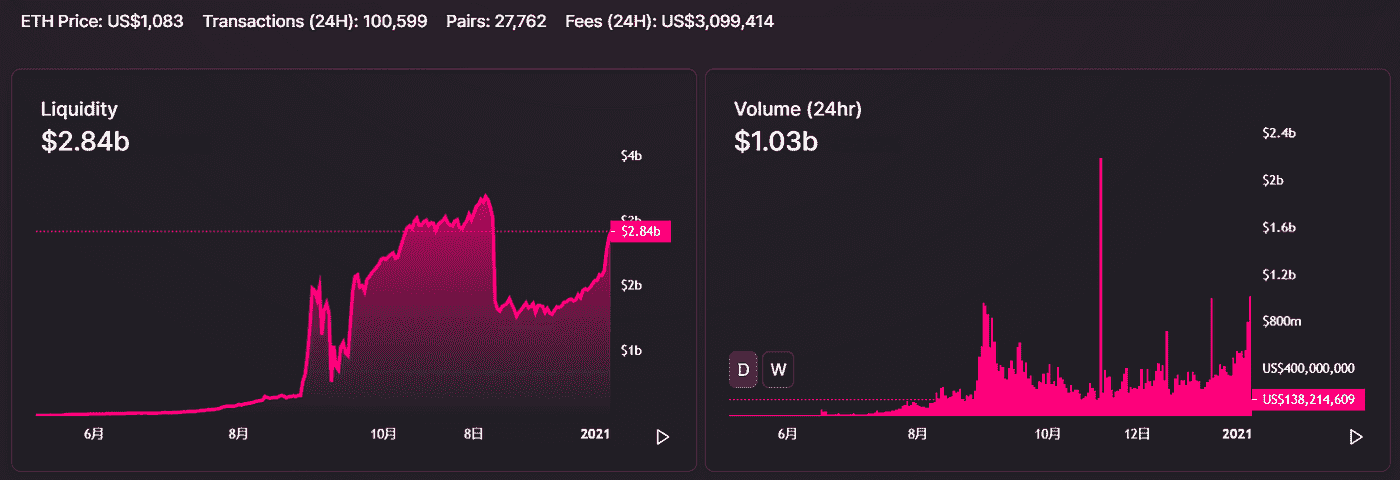 ETH Price: US$1,083 Transactions (24H): 100,599 Pairs: 27,762 Fees (24H): US$3,099,414
Liquidity
$2.84b
$4b
$2.84b
$2b
$1b
6月 8月 10月 8日 2021
Volume (24hr)
$1.03b
$2.4b
$2b
$1.6b
$1.2b
$800m
US$400,000,000
US$138,214,609
D W
6月 8月 10月 12日 2021